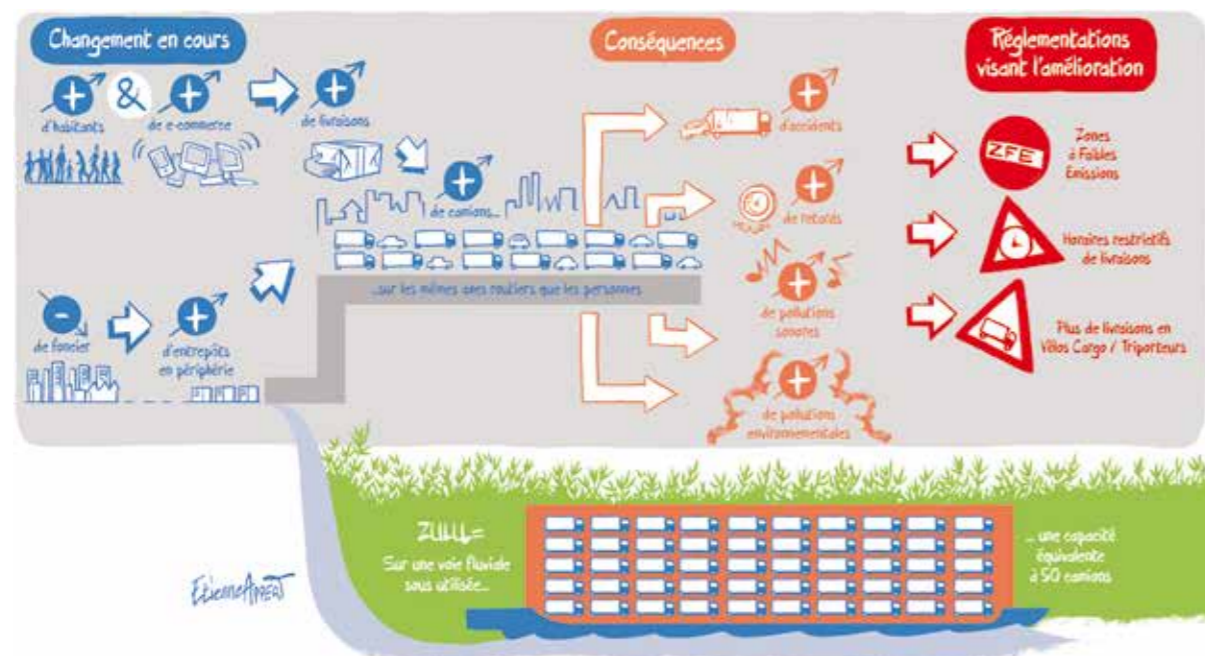 Changement en cours
d'habitants
&
de e-commerce
de livraisons
de camions...
...sur les mêmes axes routiers que les personnes
de foncier
d'entrepôts
en périphérie
Conséquences
d'accidents
de retards
de pollutions
sonores
de pollutions
environnementales
Réglementations
visant l'amélioration
ZFE
Zones
à Faibles
Émissions
Horaires restrictifs
de livraisons
Plus de livraisons en
Vélos Cargo / Triporteurs
ZULU=
Sur une voie fluviale
sous utilisée...
... une capacité
équivalente
à 50 camions
Etienne Appert